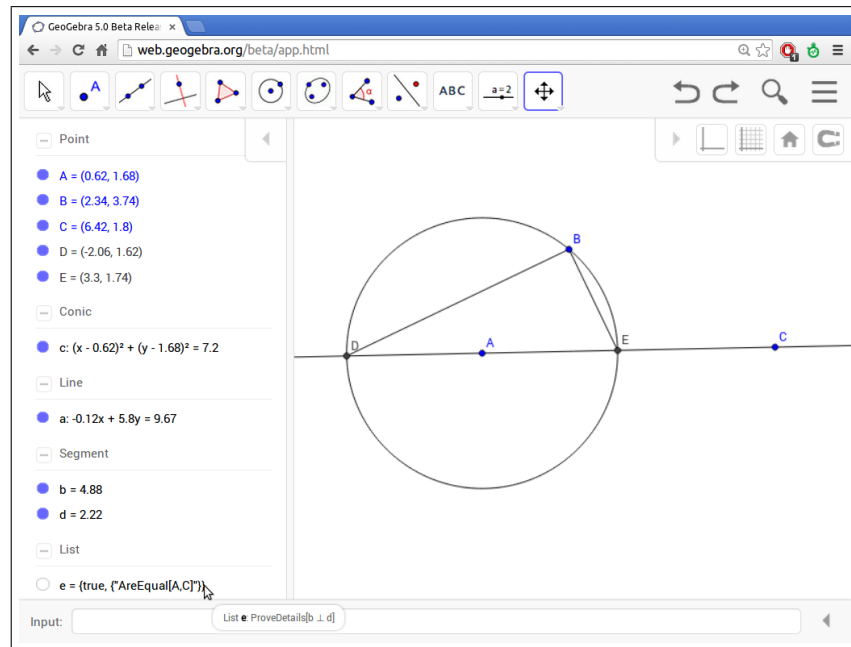 GeoGebra 5.0 Beta Relea
web.geogebra.org/beta/app.html
A
α
ABC
a=2
Point
A = (0.62, 1.68)
B = (2.34, 3.74)
C = (6.42, 1.8)
D = (-2.06, 1.62)
E = (3.3, 1.74)
Conic
c: (x - 0.62)² + (y - 1.68)² = 7.2
Line
a: -0.12x + 5.8y = 9.67
Segment
b = 4.88
d = 2.22
List
e = {true, {"AreEqual[A,C]"}}
B
D
A
E
C
Input:
List e: ProveDetails[b ⊥ d]